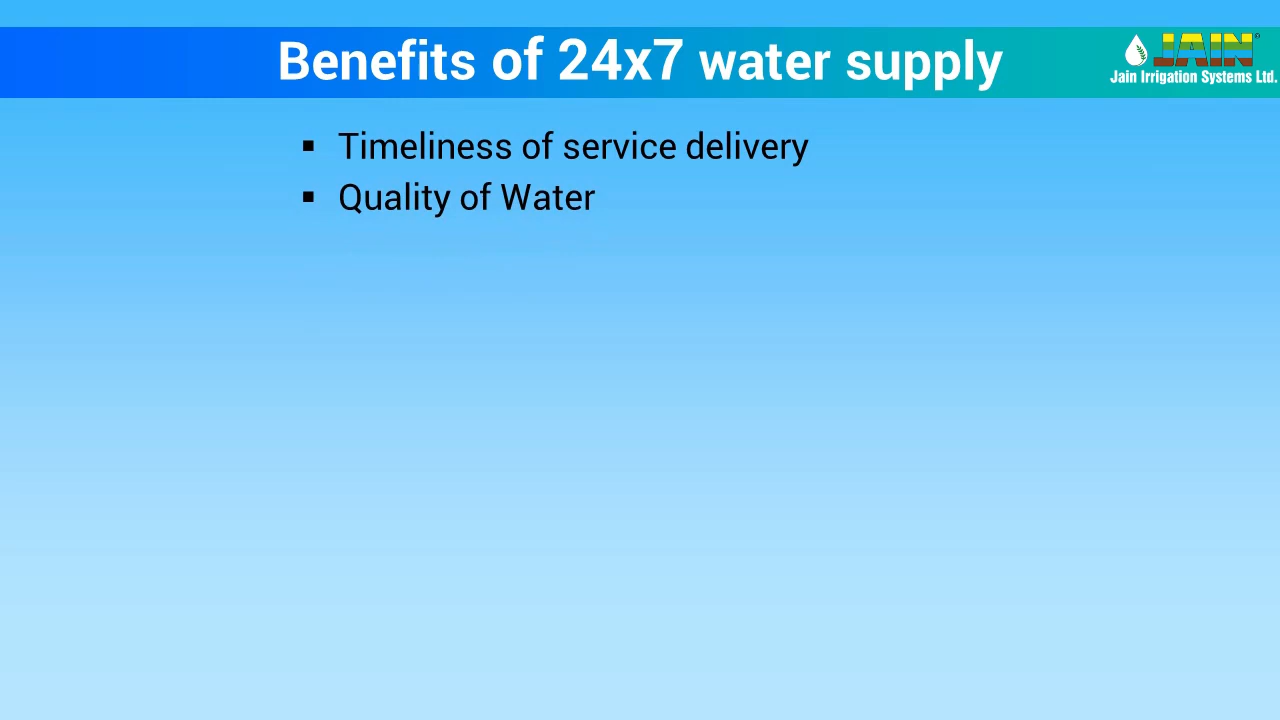 Benefits of 24x7 water supply
JAIN®
Jain Irrigation Systems Ltd.
▪ Timeliness of service delivery
▪ Quality of Water